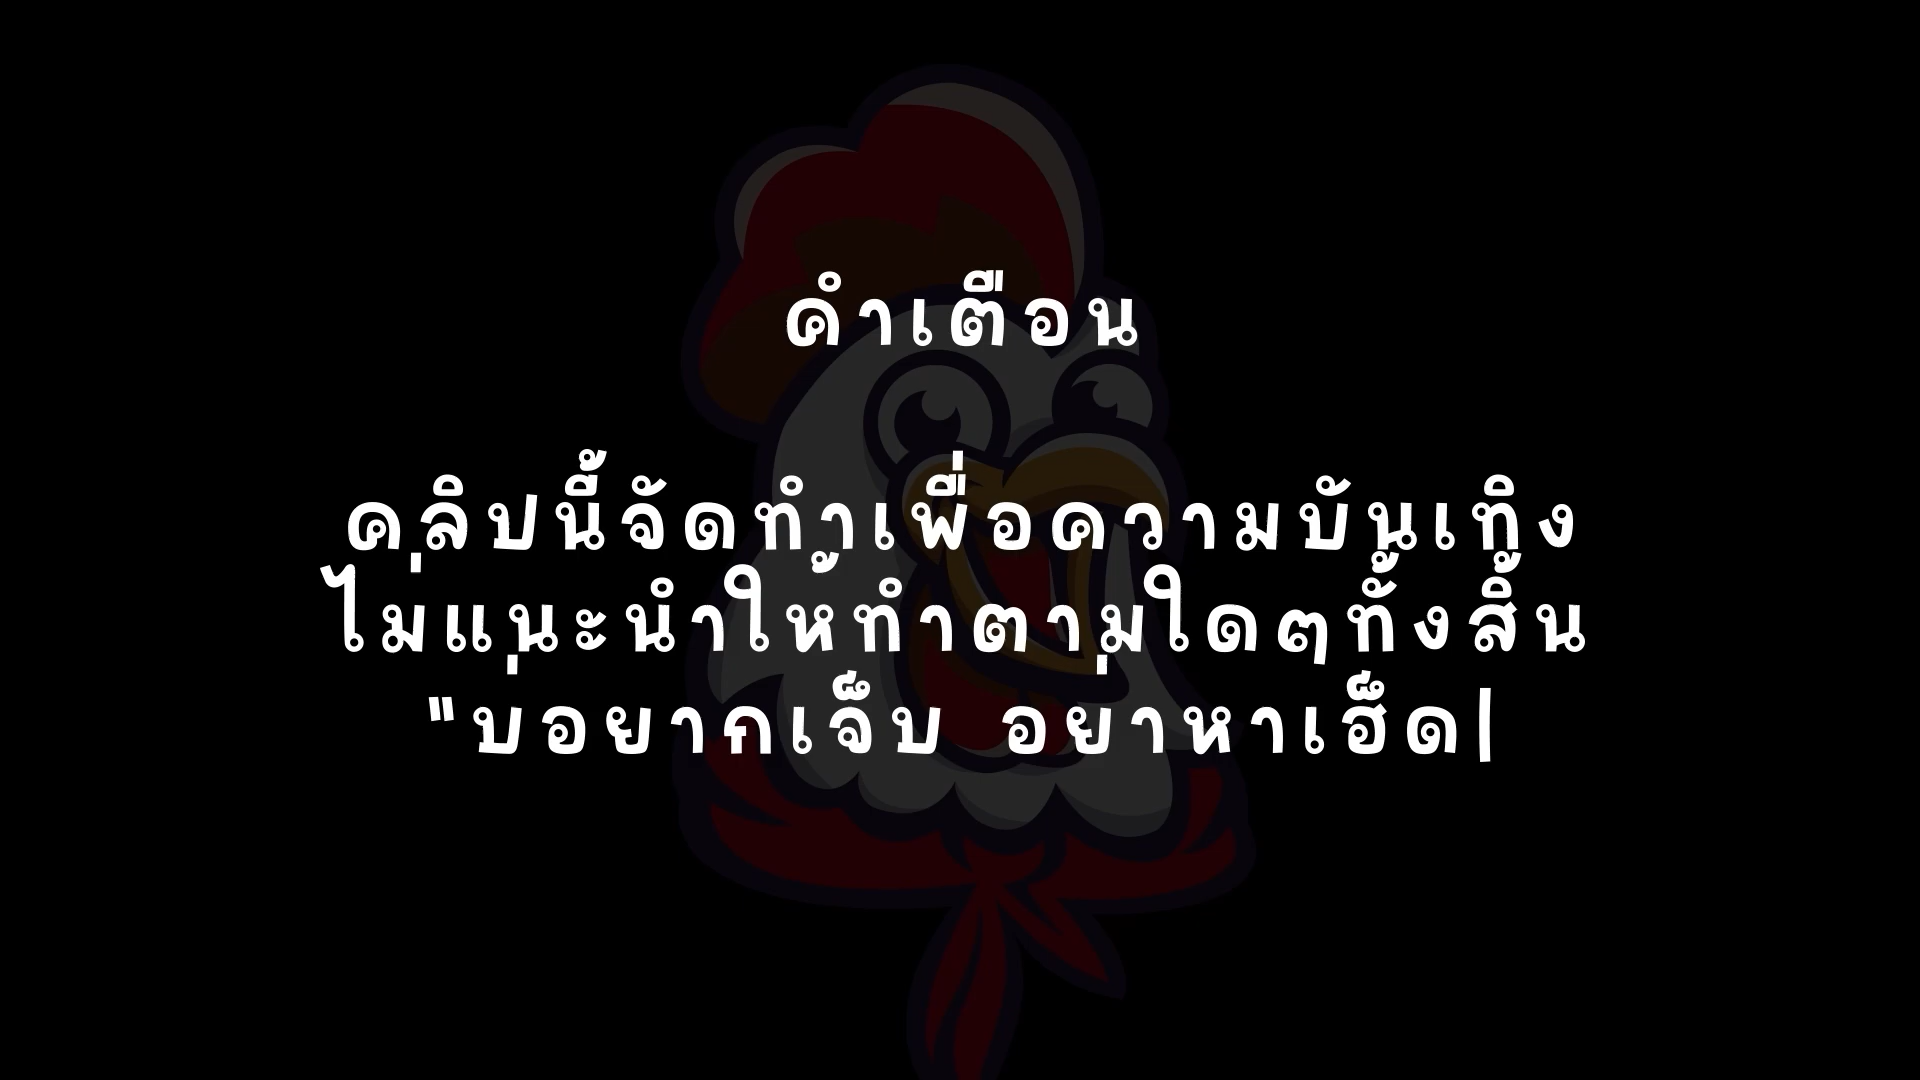 คำเตือน
คลิปนี้จัดทำเพื่อความบันเทิง
ไม่แนะนำให้ทำตามใดๆทั้งสิ้น
"บ่อยากเจ็บ อย่าหาเฮ็ด|